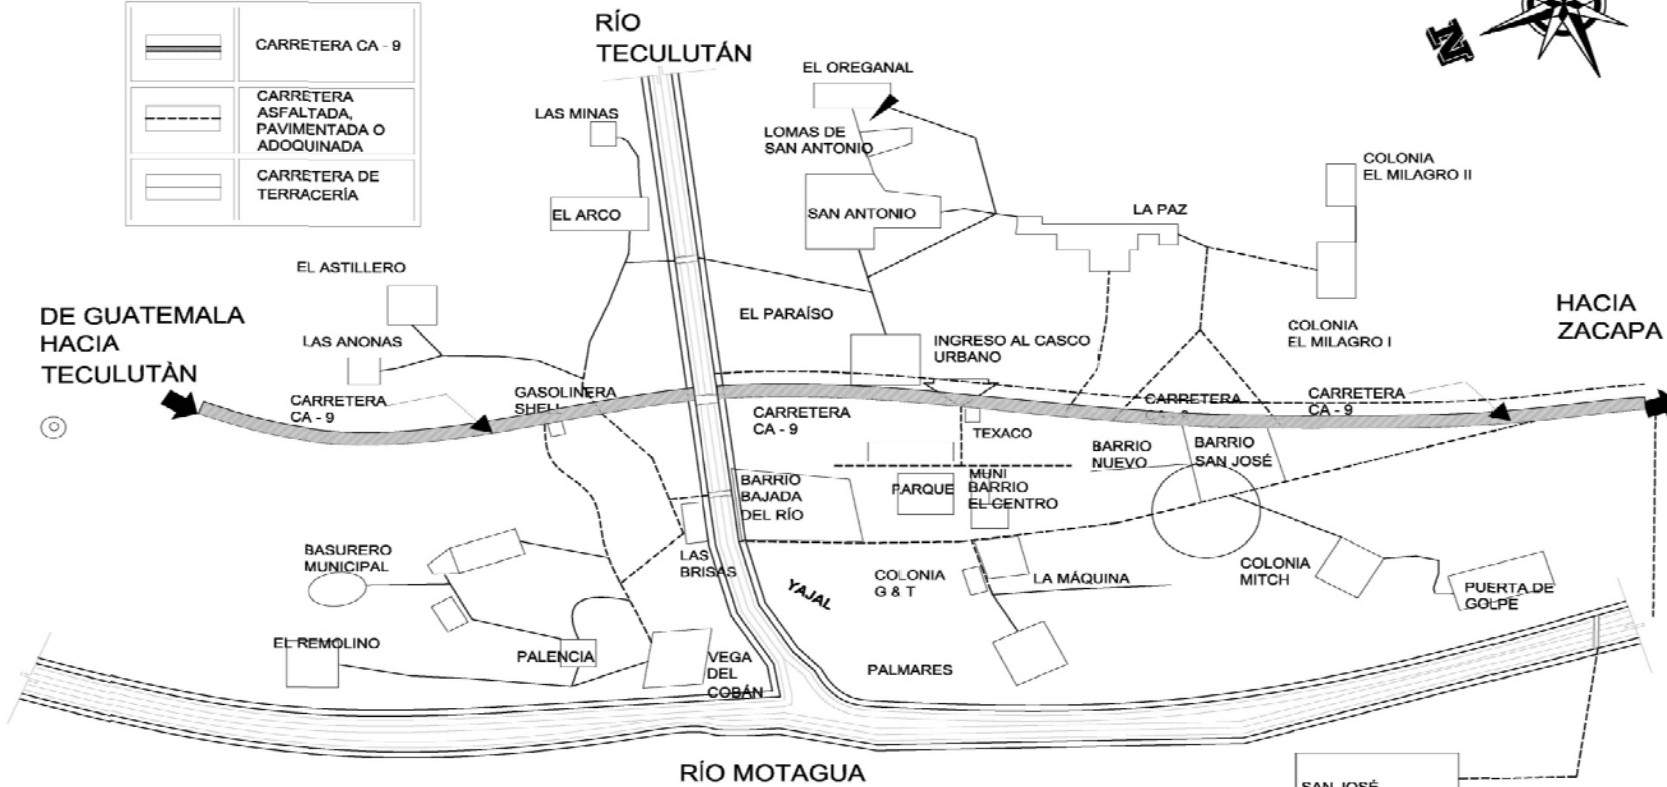 CARRETERA CA - 9
CARRETERA
ASFALTADA,
PAVIMENTADA O
ADOQUINADA
CARRETERA DE
TERRACERÍA
RÍO
TECULUTÁN
N
EL OREGANAL
LAS MINAS
LOMAS DE
SAN ANTONIO
COLONIA
EL MILAGRO II
EL ARCO
SAN ANTONIO
LA PAZ
EL ASTILLERO
DE GUATEMALA
HACIA
TECULUTÀN
EL PARAÍSO
HACIA
ZACAPA
LAS ANONAS
INGRESO AL CASCO
URBANO
COLONIA
EL MILAGRO I
CARRETERA
CA - 9
GASOLINERA
SHELL
CARRETERA
CA - 9
CARRETERA
CARRETERA
CA - 9
TEXACO
BARRIO
NUEVO
BARRIO
SAN JOSÉ
BARRIO
BAJADA
DEL RÍO
PARQUE
MUNI
BARRIO
EL CENTRO
BASURERO
MUNICIPAL
LAS
BRISAS
YAJAL
COLONIA
G & T
LA MÁQUINA
COLONIA
MITCH
PUERTA DE
GOLPE
EL REMOLINO
PALENCIA
VEGA
DEL
COBÁN
PALMARES
RÍO MOTAGUA
SAN JOSÉ